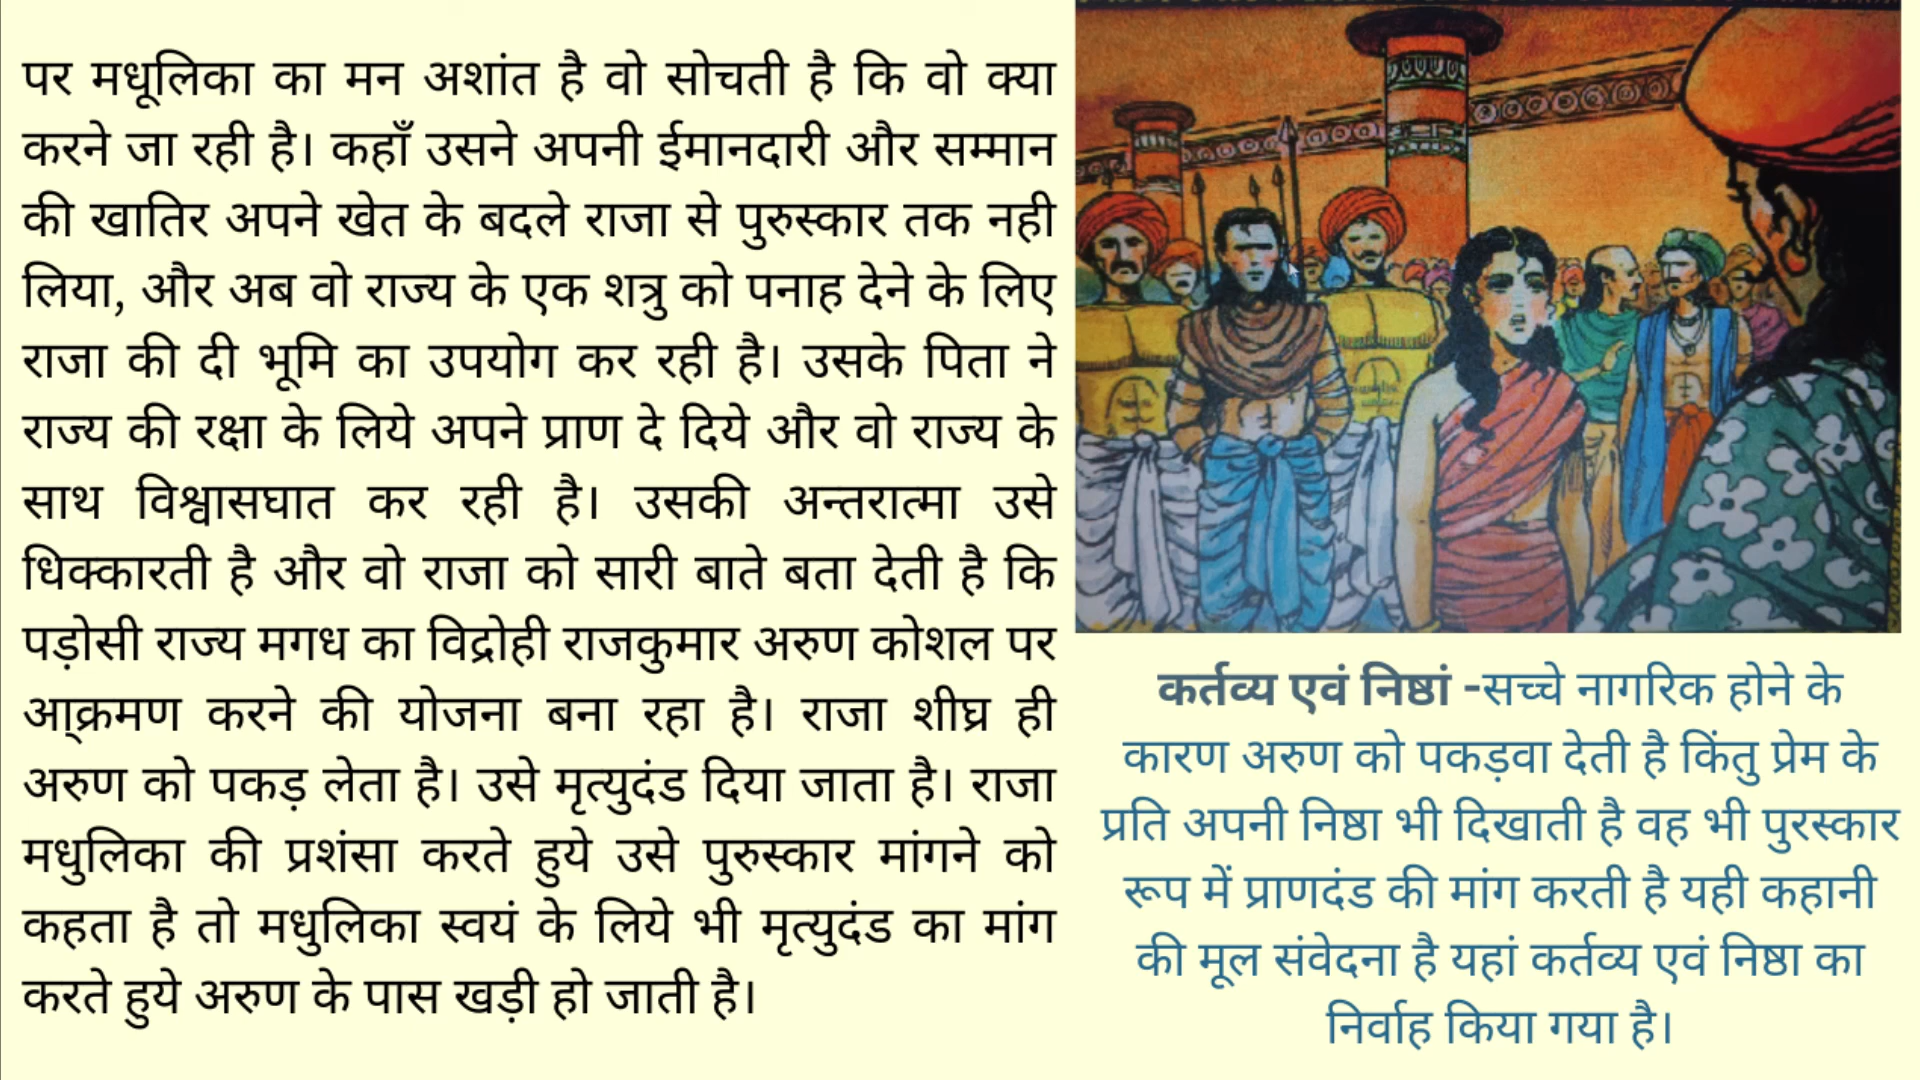 पर मधूलिका का मन अशांत है वो सोचती है कि वो क्या
करने जा रही है। कहाँ उसने अपनी ईमानदारी और सम्मान
की खातिर अपने खेत के बदले राजा से पुरुस्कार तक नही
लिया, और अब वो राज्य के एक शत्रु को पनाह देने के लिए
राजा की दी भूमि का उपयोग कर रही है। उसके पिता ने
राज्य की रक्षा के लिये अपने प्राण दे दिये और वो राज्य के
साथ विश्वासघात कर रही है। उसकी अन्तरात्मा उसे
धिक्कारती है और वो राजा को सारी बाते बता देती है कि
पड़ोसी राज्य मगध का विद्रोही राजकुमार अरुण कोशल पर
आ्क्रमण करने की योजना बना रहा है। राजा शीघ्र ही
अरुण को पकड़ लेता है। उसे मृत्युदंड दिया जाता है। राजा
मधुलिका की प्रशंसा करते हुये उसे पुरुस्कार मांगने को
कहता है तो मधुलिका स्वयं के लिये भी मृत्युदंड का मांग
करते हुये अरुण के पास खड़ी हो जाती है।
कर्तव्य एवं निष्ठां -सच्चे नागरिक होने के
कारण अरुण को पकड़वा देती है किंतु प्रेम के
प्रति अपनी निष्ठा भी दिखाती है वह भी पुरस्कार
रूप में प्राणदंड की मांग करती है यही कहानी
की मूल संवेदना है यहां कर्तव्य एवं निष्ठा का
निर्वाह किया गया है।